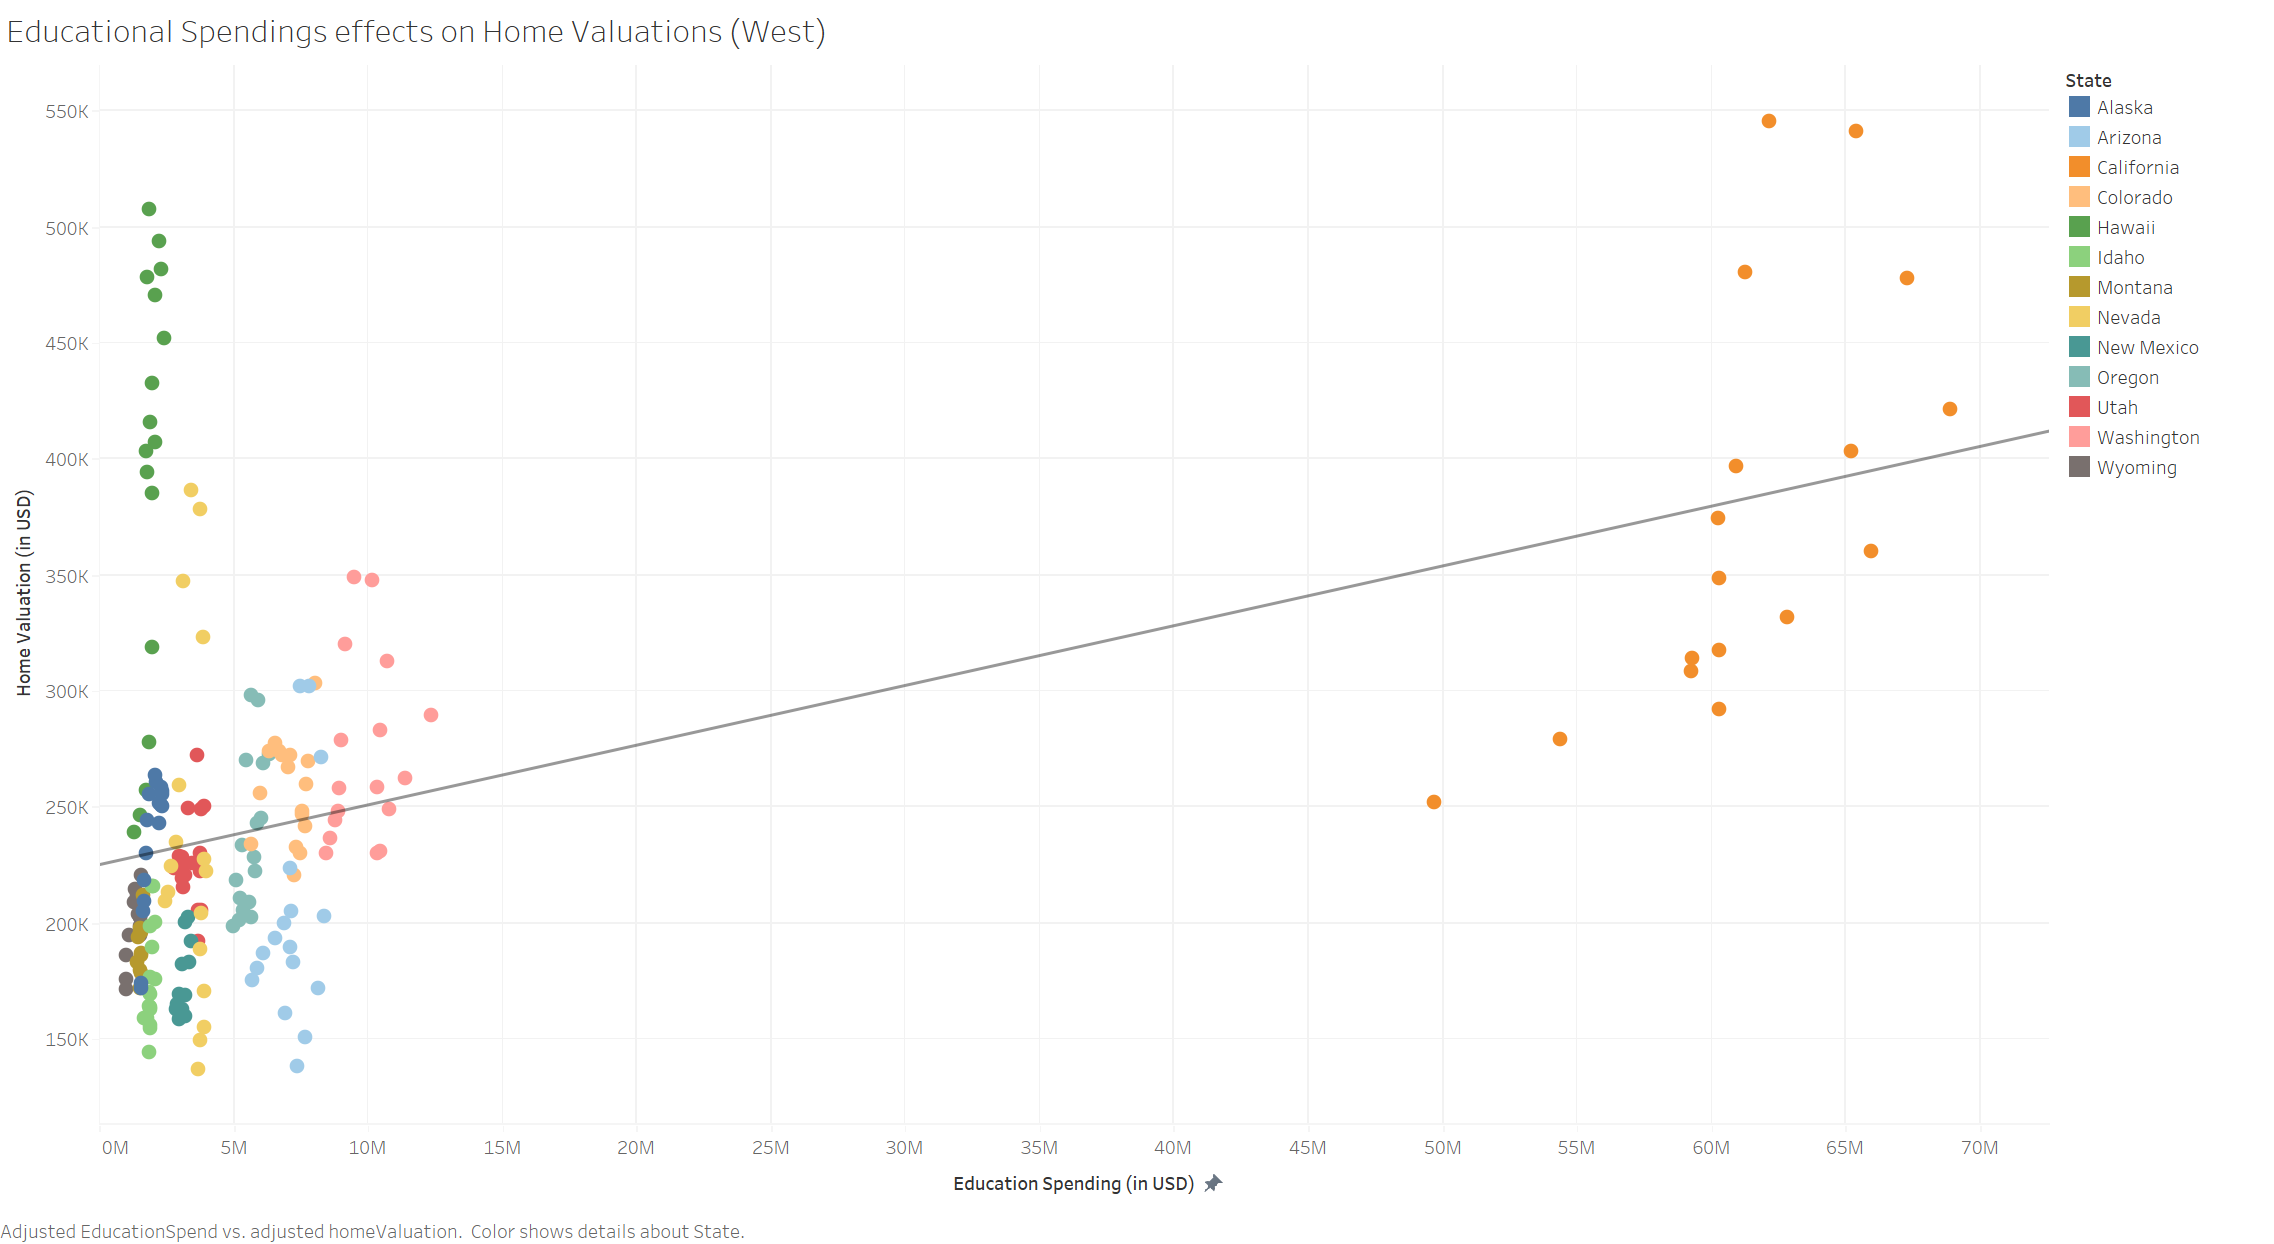 Educational Spendings effects on Home Valuations (West)
State
Alaska
Arizona
California
Colorado
Hawaii
Idaho
Montana
Nevada
New Mexico
Oregon
Utah
Washington
Wyoming
Home Valuation (in USD)
550K
500K
450K
400K
350K
300K
250K
200K
150K
0M 5M 10M 15M 20M 25M 30M 35M 40M 45M 50M 55M 60M 65M 70M
Education Spending (in USD)
Adjusted EducationSpend vs. adjusted homeValuation. Color shows details about State.